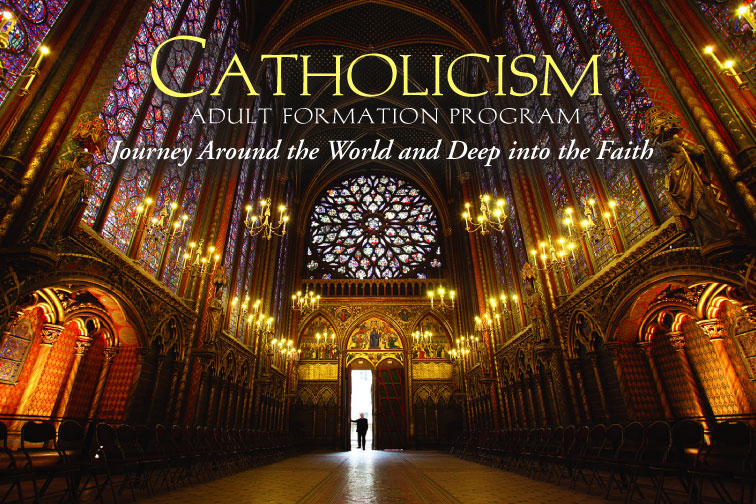 CATHOLICISM
ADULT FORMATION PROGRAM
Journey Around the World and Deep into the Faith